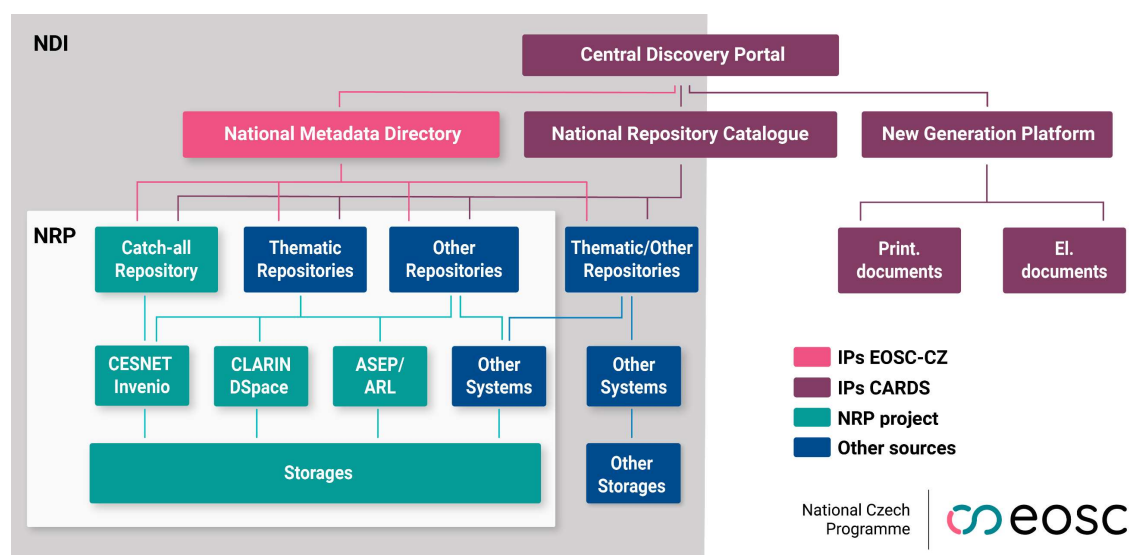 NDI
Central Discovery Portal
National Metadata Directory
National Repository Catalogue
New Generation Platform
NRP
Catch-all
Repository
Thematic
Repositories
Other
Repositories
Thematic/Other
Repositories
Print.
documents
El.
documents
CESNET
Invenio
CLARIN
DSpace
ASEP/
ARL
Other
Systems
Other
Systems
Storages
Other
Storages
IPs EOSC-CZ
IPs CARDS
NRP project
Other sources
National Czech
Programme
eosc